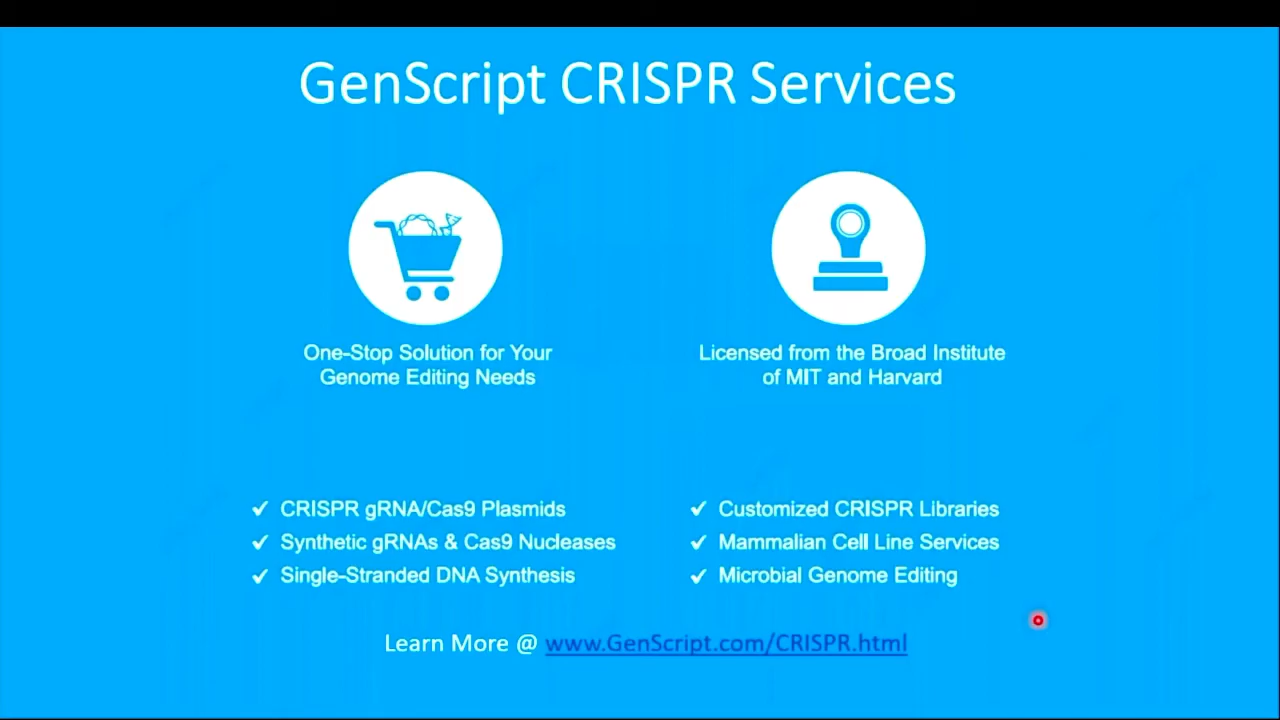 GenScript CRISPR Services
One-Stop Solution for Your
Genome Editing Needs
Licensed from the Broad Institute
of MIT and Harvard
✓ CRISPR gRNA/Cas9 Plasmids
✓ Synthetic gRNAs & Cas9 Nucleases
✓ Single-Stranded DNA Synthesis
✓ Customized CRISPR Libraries
✓ Mammalian Cell Line Services
✓ Microbial Genome Editing
Learn More @ www.GenScript.com/CRISPR.html